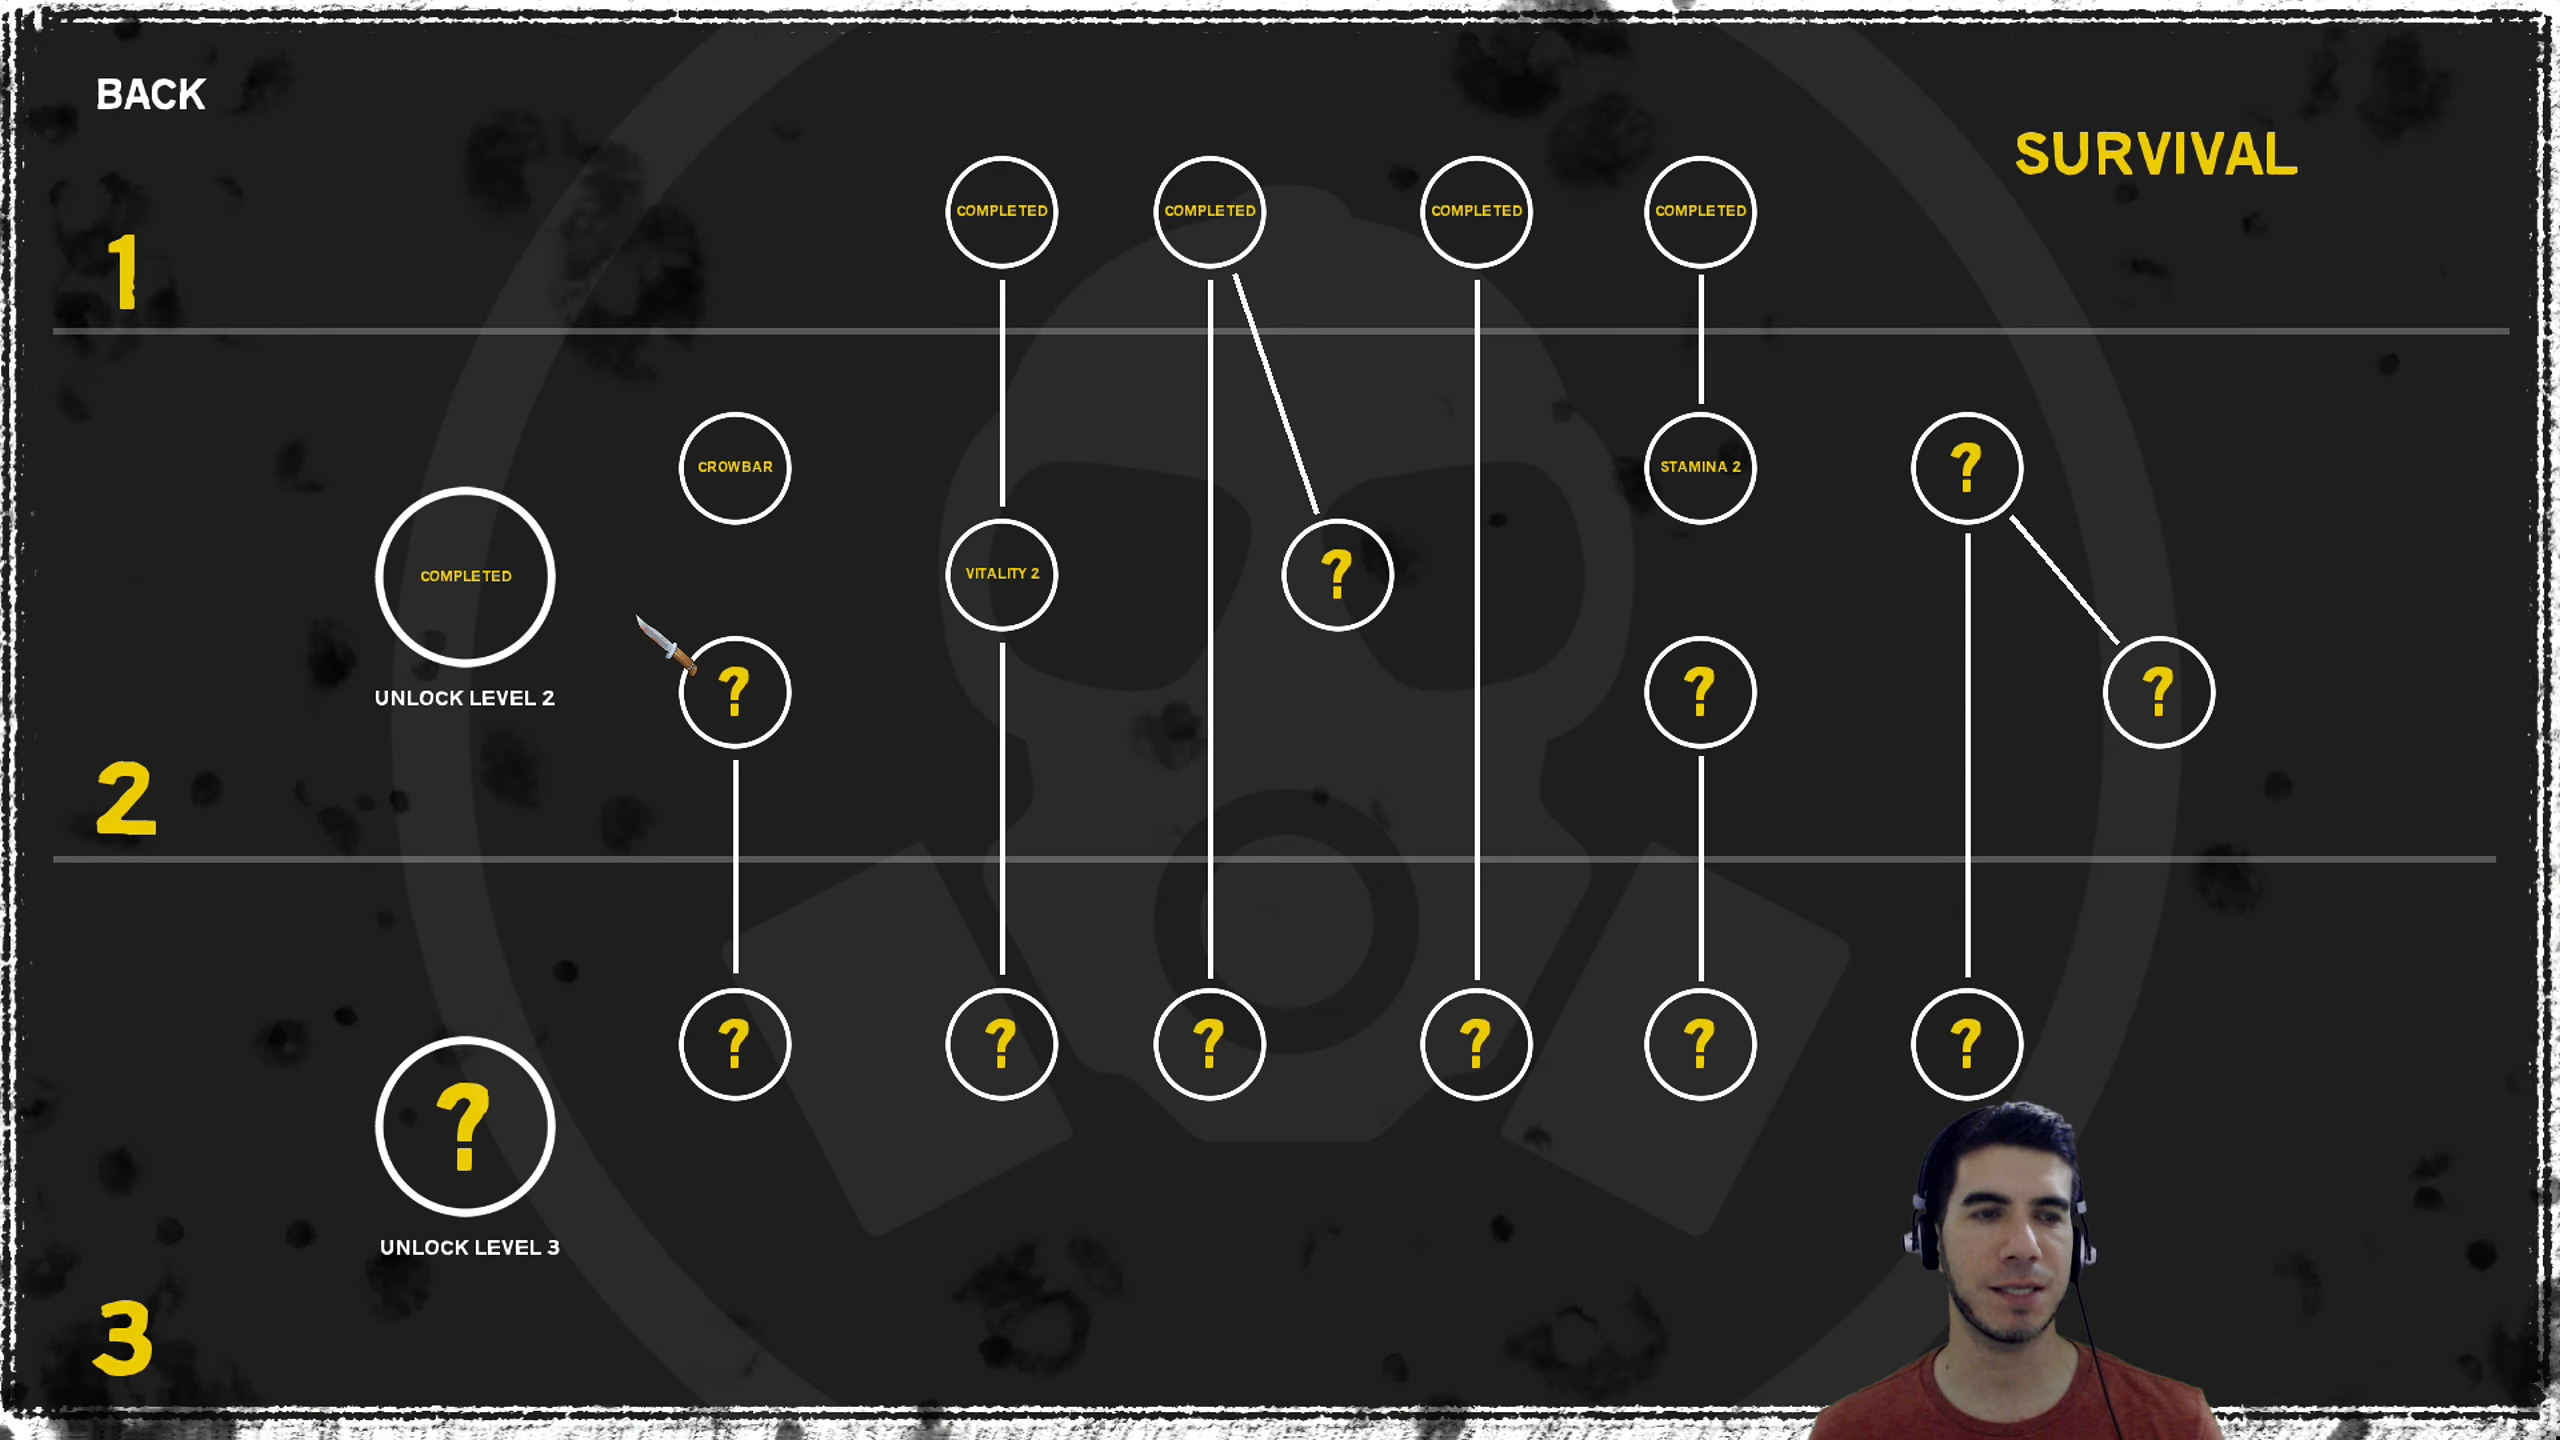 BACK
SURVIVAL
COMPLETED
COMPLETED
COMPLETED
COMPLETED
1
CROWBAR
STAMINA 2
?
COMPLETED
VITALITY 2
?
UNLOCK LEVEL 2
?
?
?
2
?
?
?
?
?
?
?
UNLOCK LEVEL 3
3